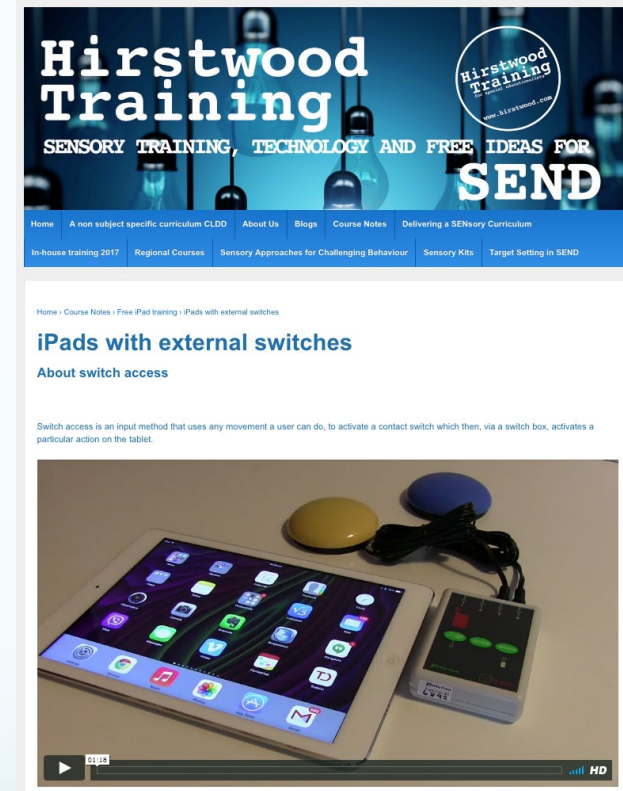 Hirstwood
Training
SENSORY TRAINING, TECHNOLOGY AND FREE IDEAS FOR
SEND
Hirstwood
Training
for special educationalists
www.hirstwood.com
Home A non subject specific curriculum CLDD About Us Blogs Course Notes Delivering a SENsory Curriculum
In-house training 2017 Regional Courses Sensory Approaches for Challenging Behaviour Sensory Kits Target Setting in SEND
Home › Course Notes › Free iPad training › iPads with external switches
iPads with external switches
About switch access
Switch access is an input method that uses any movement a user can do, to activate a contact switch which then, via a switch box, activates a
particular action on the tablet.
01:18
HD